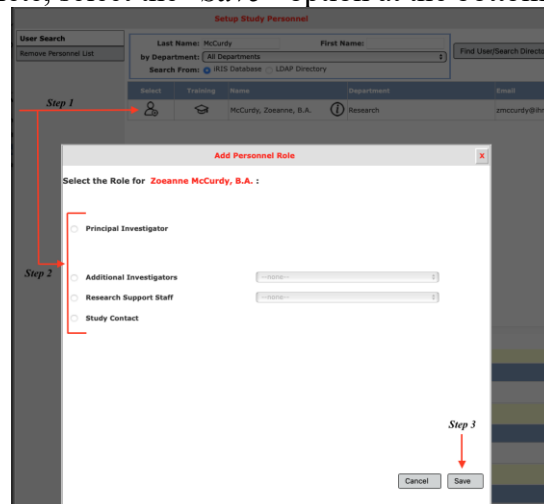 Setup Study Personnel
User Search
Remove Personnel List
Last Name: McCurdy First Name:
by Department: All Departments
Search From: iRIS Database LDAP Directory
Find User/Search Directo
Select Training Name Department Email
Step 1
McCurdy, Zoeanne, B.A. Research zmccurdy@ihr
Add Personnel Role x
Select the Role for Zoeanne McCurdy, B.A. :
Principal Investigator
Step 2
Additional Investigators --none--
Research Support Staff --none--
Study Contact
Step 3
Cancel Save